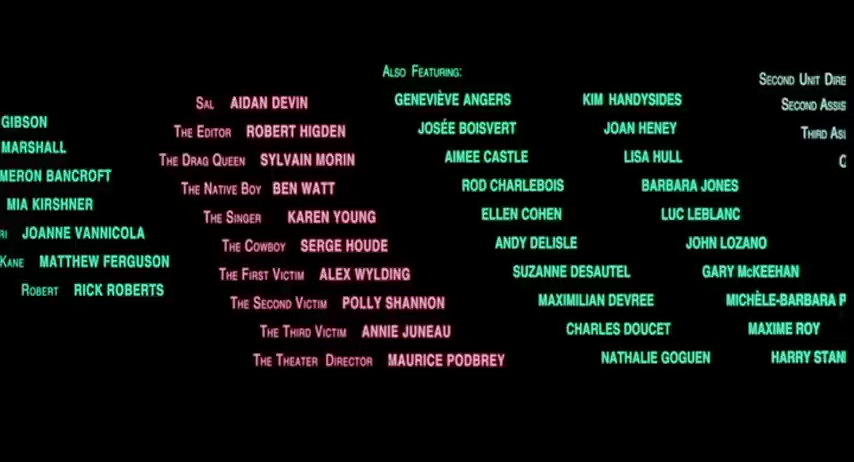 GIBSON
MARSHALL
MERON BANCROFT
MIA KIRSHNER
RI JOANNE VANNICOLA
KANE MATTHEW FERGUSON
ROBERT RICK ROBERTS
SAL AIDAN DEVIN
THE EDITOR ROBERT HIGDEN
THE DRAG QUEEN SYLVAIN MORIN
THE NATIVE BOY BEN WATT
THE SINGER KAREN YOUNG
THE COWBOY SERGE HOUDE
THE FIRST VICTIM ALEX WYLDING
THE SECOND VICTIM POLLY SHANNON
THE THIRD VICTIM ANNIE JUNEAU
THE THEATER DIRECTOR MAURICE PODBREY
ALSO FEATURING:
GENEVIÈVE ANGERS
JOSÉE BOISVERT
AIMEE CASTLE
ROD CHARLEBOIS
ELLEN COHEN
ANDY DELISLE
SUZANNE DESAUTEL
MAXIMILIAN DEVREE
CHARLES DOUCET
NATHALIE GOGUEN
KIM HANDYSIDES
JOAN HENEY
LISA HULL
BARBARA JONES
LUC LEBLANC
JOHN LOZANO
GARY McKEEHAN
MICHÈLE-BARBARA P
MAXIME ROY
HARRY STAN
SECOND UNIT DIRE
SECOND ASSIS
THIRD ASS